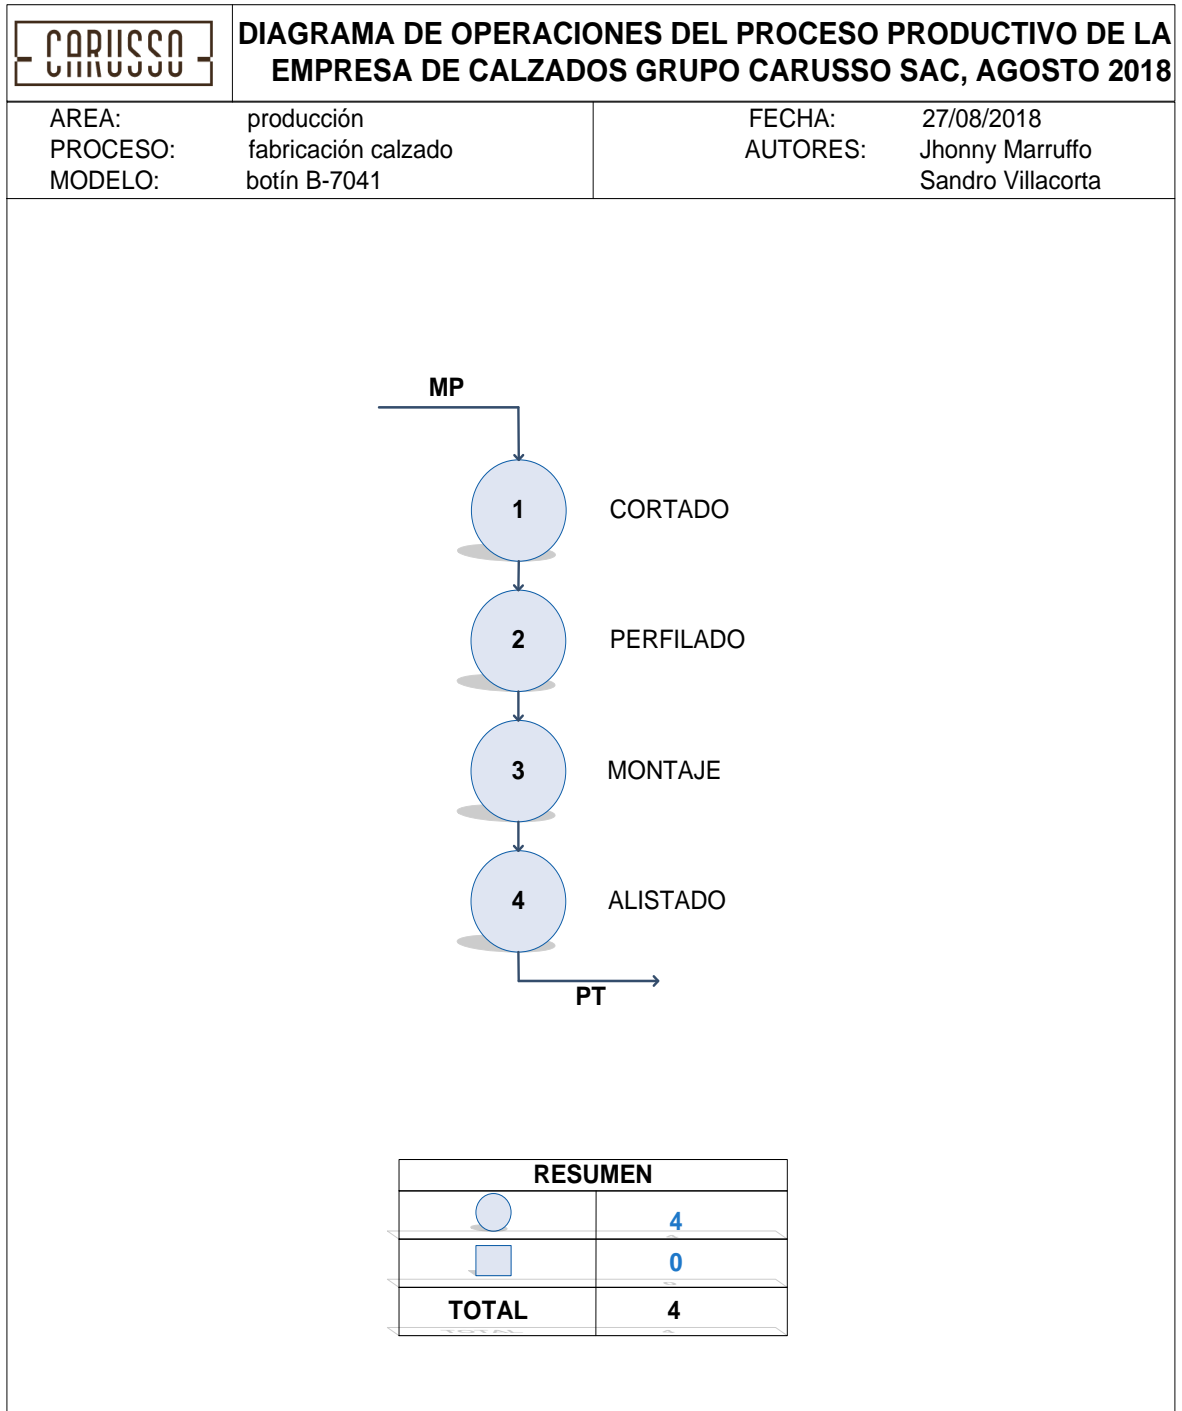 CARUSSO
DIAGRAMA DE OPERACIONES DEL PROCESO PRODUCTIVO DE LA
EMPRESA DE CALZADOS GRUPO CARUSSO SAC, AGOSTO 2018
AREA: producción
PROCESO: fabricación calzado
MODELO: botín B-7041
FECHA: 27/08/2018
AUTORES: Jhonny Marruffo
Sandro Villacorta
MP
1 CORTADO
2 PERFILADO
3 MONTAJE
4 ALISTADO
PT
RESUMEN
4
0
TOTAL 4